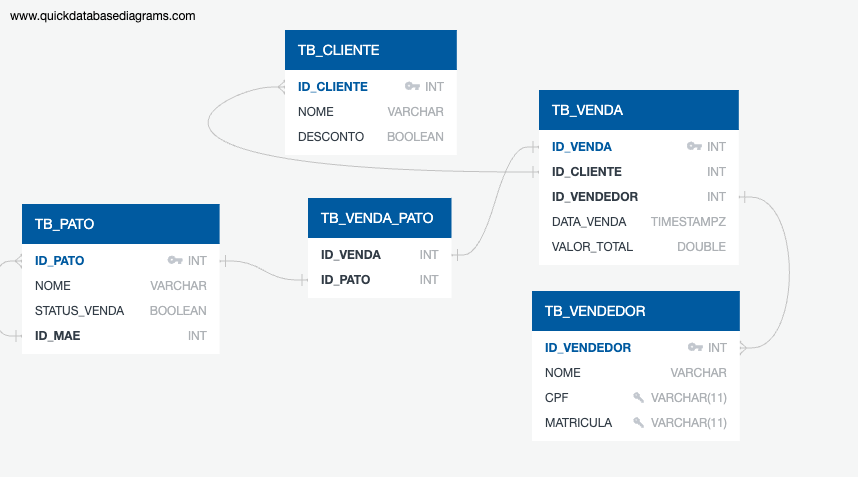 www.quickdatabasediagrams.com
TB_CLIENTE
ID_CLIENTE INT
NOME VARCHAR
DESCONTO BOOLEAN
TB_VENDA
ID_VENDA INT
ID_CLIENTE INT
ID_VENDEDOR INT
DATA_VENDA TIMESTAMPZ
VALOR_TOTAL DOUBLE
TB_PATO
ID_PATO INT
NOME VARCHAR
STATUS_VENDA BOOLEAN
ID_MAE INT
TB_VENDA_PATO
ID_VENDA INT
ID_PATO INT
TB_VENDEDOR
ID_VENDEDOR INT
NOME VARCHAR
CPF VARCHAR(11)
MATRICULA VARCHAR(11)